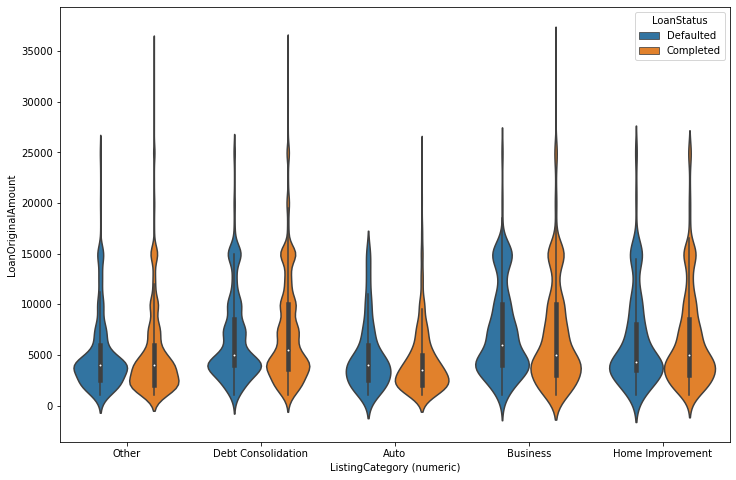 LoanStatus
Defaulted
Completed
35000
30000
25000
20000
15000
10000
5000
0
LoanOriginalAmount
Other
Debt Consolidation
Auto
Business
Home Improvement
ListingCategory (numeric)